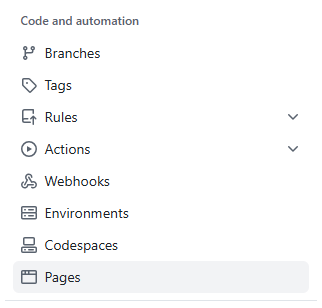 Code and automation
Branches
Tags
Rules
Actions
Webhooks
Environments
Codespaces
Pages